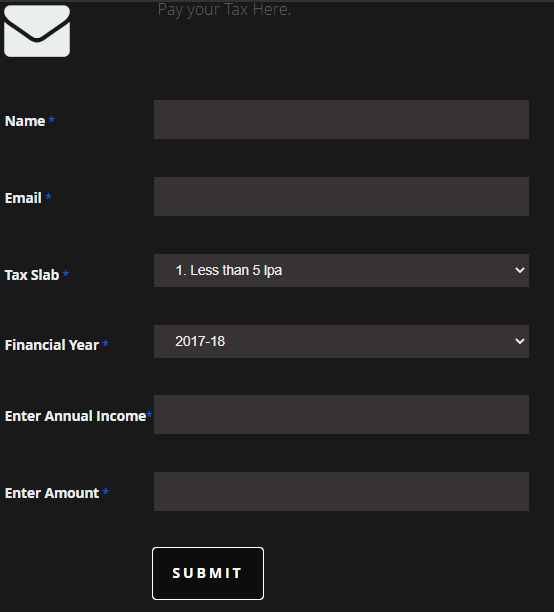 Pay your Tax Here.
Name *
Email *
Tax Slab * 1. Less than 5 lpa
Financial Year * 2017-18
Enter Annual Income*
Enter Amount *
SUBMIT